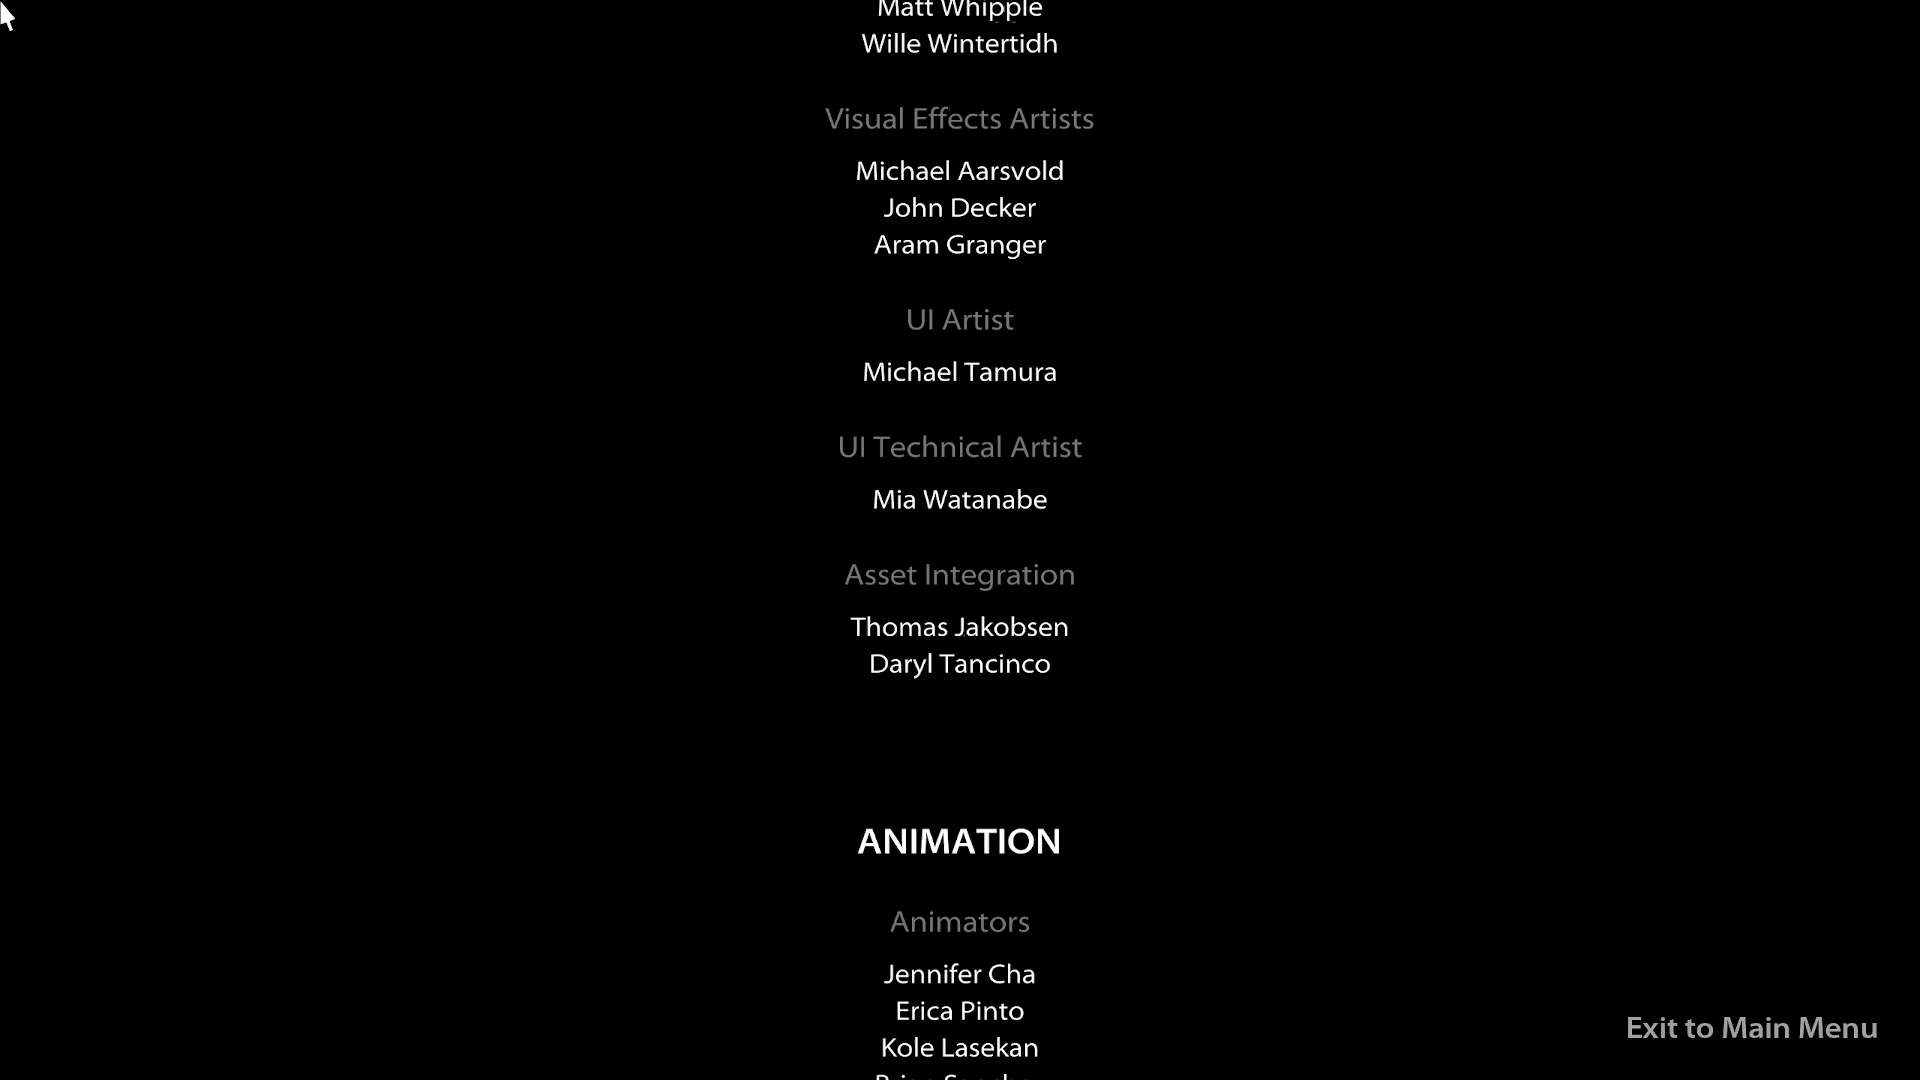 Matt Whipple
Wille Wintertidh
Visual Effects Artists
Michael Aarsvold
John Decker
Aram Granger
UI Artist
Michael Tamura
UI Technical Artist
Mia Watanabe
Asset Integration
Thomas Jakobsen
Daryl Tancinco
ANIMATION
Animators
Jennifer Cha
Erica Pinto
Kole Lasekan
Exit to Main Menu